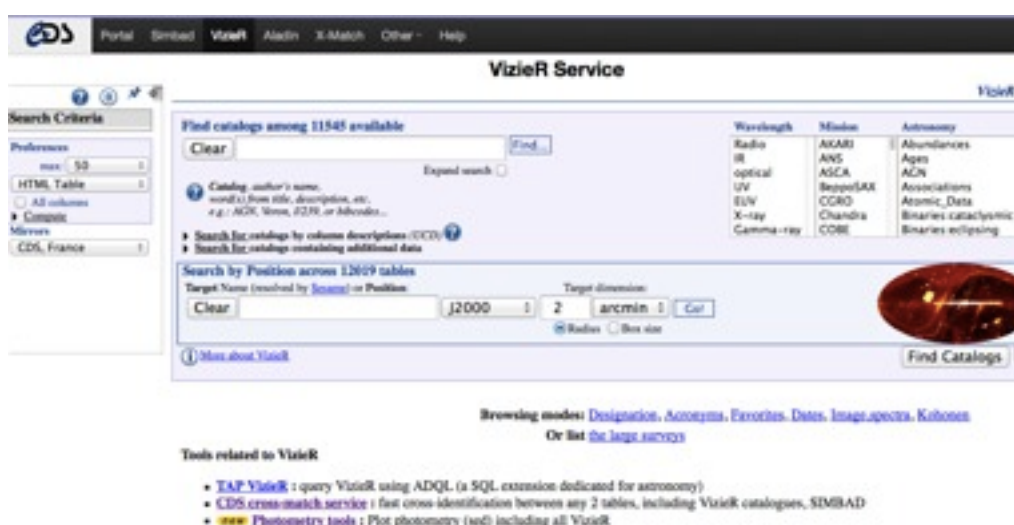 CDS Portal Simbad VizieR Aladin X-Match Other Help
VizieR Service
VizieR
Search Criteria
Preferences
max: 50
HTML Table
All columns
Compute
Mirrors
CDS, France
Find catalogs among 11545 available
Clear Find...
Expand search
Catalog, author's name,
word(s) from title, description, etc.
e.g.: AGN, Veron, I/239, or bibcodes...
Search for catalogs by column descriptions (UCD)
Search for catalogs containing additional data
Wavelength Mission Astronomy
Radio AKARI Abundances
IR ANS Ages
optical ASCA AGN
UV BeppoSAX Associations
EUV CGRO Atomic_Data
X-ray Chandra Binaries:cataclysmic
Gamma-ray COBE Binaries:eclipsing
Search by Position across 12019 tables
Target Name (resolved by Sesame) or Position: Target dimension:
Clear J2000 2 arcmin Go!
Radius Box size
More about VizieR
Find Catalogs
Browsing modes: Designation, Acronyms, Favorites, Dates, Image,spectra, Kohonen
Or list the large surveys
Tools related to VizieR
TAP VizieR : query VizieR using ADQL (a SQL extension dedicated for astronomy)
CDS cross-match service : fast cross-identification between any 2 tables, including VizieR catalogues, SIMBAD
new Photometry tools : Plot photometry (sed) including all VizieR